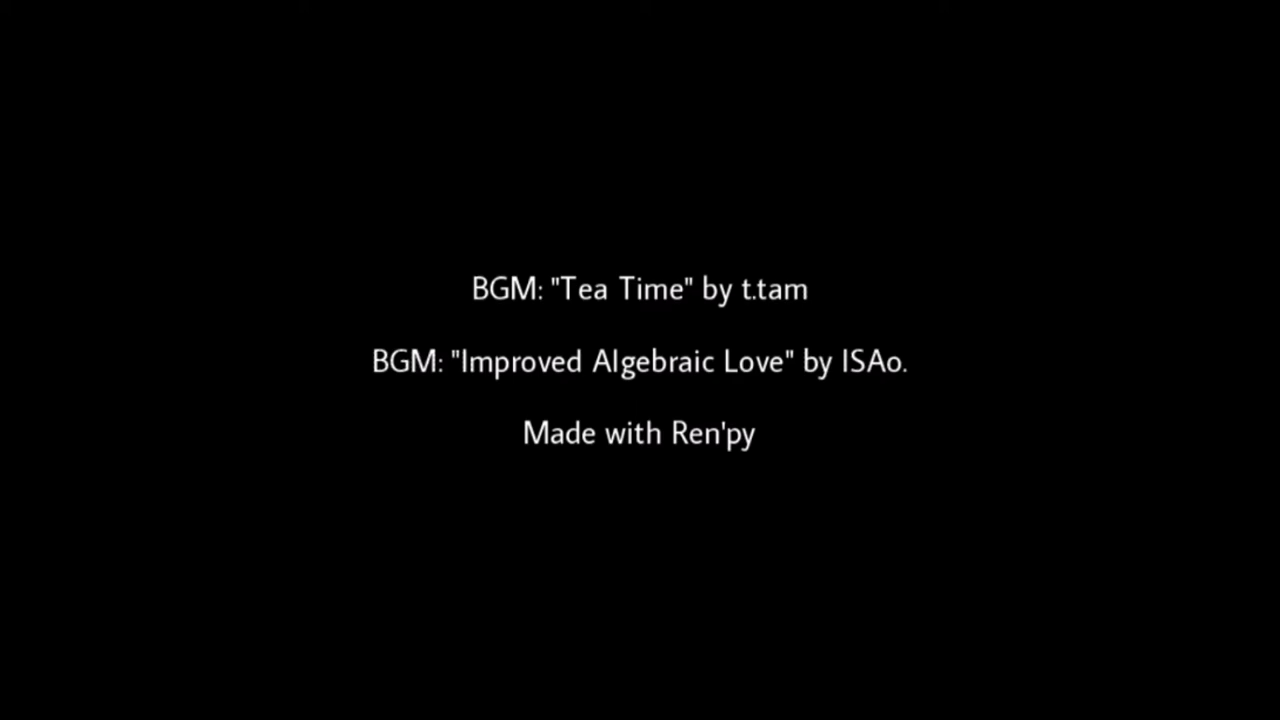 BGM: "Tea Time" by t.tam
BGM: "Improved Algebraic Love" by ISAo.
Made with Ren'py